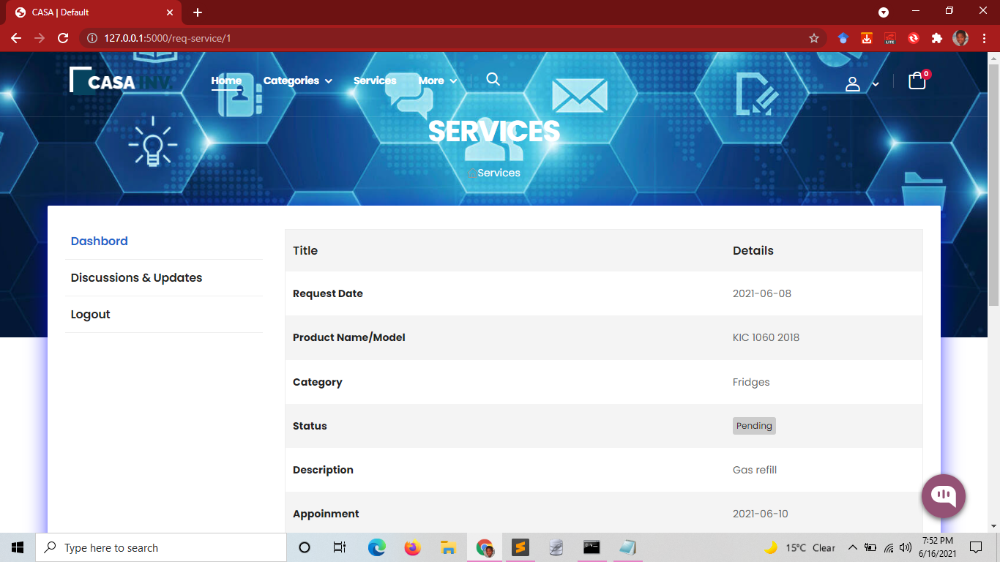 CASA | Default
127.0.0.1:5000/req-service/1
LITE
CASA INV.
Home Categories Services More
0
SERVICES
Services
Dashbord
Discussions & Updates
Logout
Title Details
Request Date 2021-06-08
Product Name/Model KIC 1060 2018
Category Fridges
Status Pending
Description Gas refill
Appoinment 2021-06-10
Type here to search
15°C Clear
7:52 PM
6/16/2021